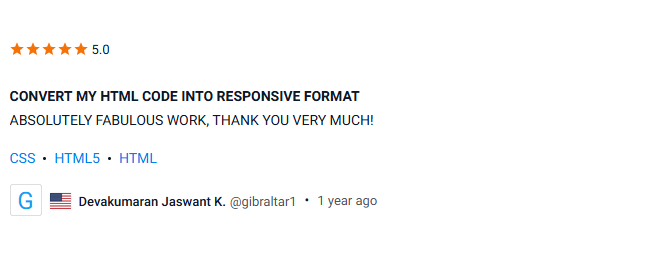 5.0
CONVERT MY HTML CODE INTO RESPONSIVE FORMAT
ABSOLUTELY FABULOUS WORK, THANK YOU VERY MUCH!
CSS • HTML5 • HTML
G Devakumaran Jaswant K. @gibraltar1 • 1 year ago